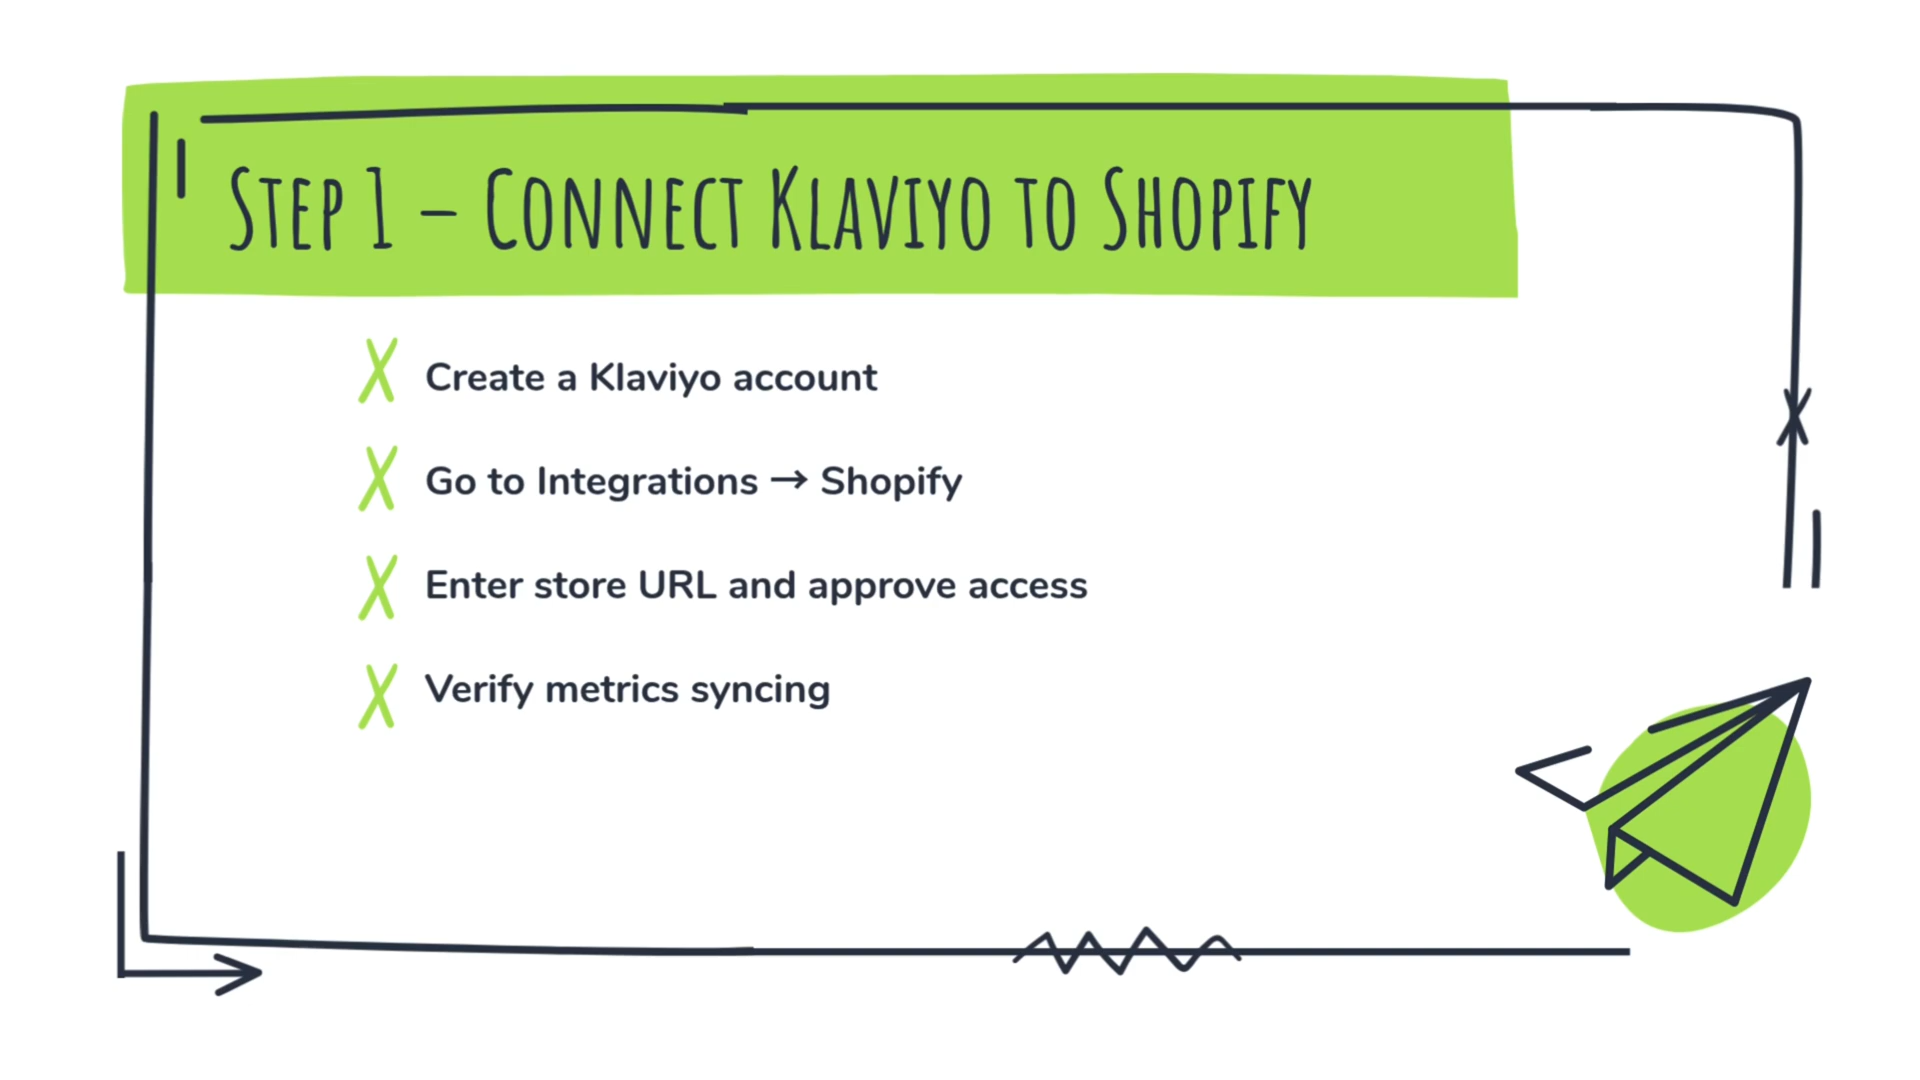 Step 1 – Connect Klaviyo to Shopify
Create a Klaviyo account
Go to Integrations → Shopify
Enter store URL and approve access
Verify metrics syncing